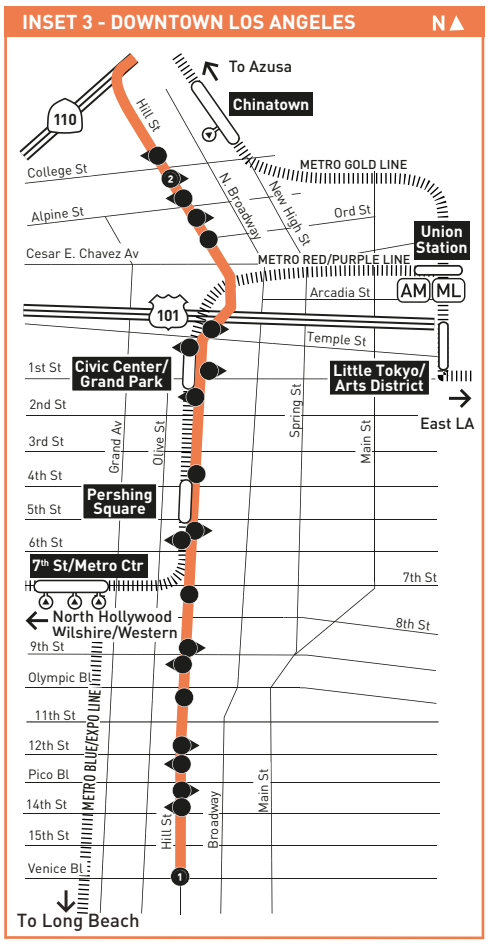 INSET 3 - DOWNTOWN LOS ANGELES
N
To Azusa
Chinatown
110
Hill St
METRO GOLD LINE
College St
2
N. Broadway
New High St
Alpine St
Ord St
Union
Station
Cesar E. Chavez Av
METRO RED/PURPLE LINE
AM
ML
Arcadia St
101
Temple St
1st St
Civic Center/
Grand Park
Little Tokyo/
Arts District
East LA
2nd St
Spring St
Grand Av
Olive St
Main St
3rd St
4th St
Pershing
Square
5th St
6th St
7th St/Metro Ctr
7th St
North Hollywood
Wilshire/Western
8th St
9th St
Olympic Bl
METRO BLUE/EXPO LINE
11th St
12th St
Pico Bl
Main St
14th St
Hill St
Broadway
15th St
Venice Bl
1
To Long Beach